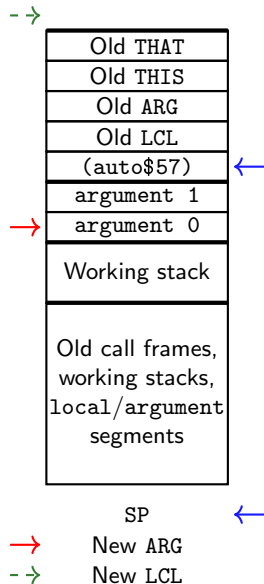 Old THAT
Old THIS
Old ARG
Old LCL
(auto$57)
argument 1
argument 0
Working stack
Old call frames,
working stacks,
local/argument
segments
SP
New ARG
New LCL